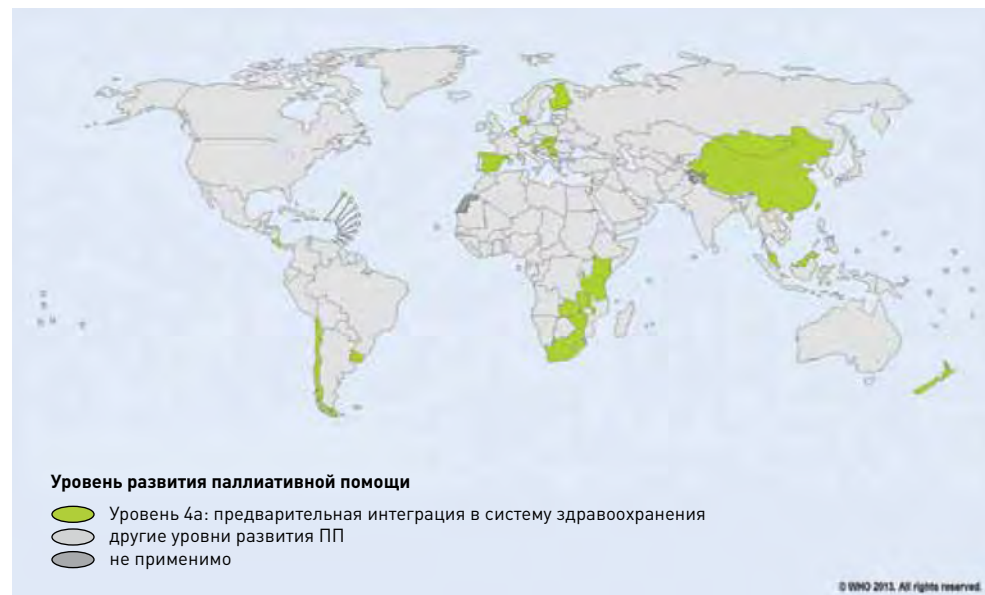 Уровень развития паллиативной помощи
Уровень 4а: предварительная интеграция в систему здравоохранения
другие уровни развития ПП
не применимо
© WHO 2013. All rights reserved.